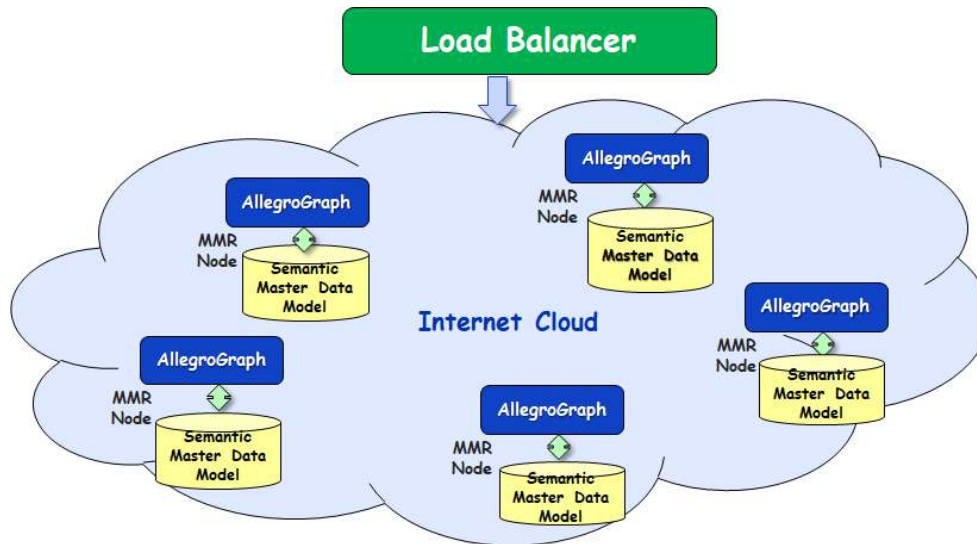 Load Balancer
AllegroGraph
MMR
Node
Semantic
Master Data
Model
AllegroGraph
MMR
Node
Semantic
Master Data
Model
Internet Cloud
AllegroGraph
MMR
Node
Semantic
Master Data
Model
AllegroGraph
MMR
Node
Semantic
Master Data
Model
AllegroGraph
MMR
Node
Semantic
Master Data
Model